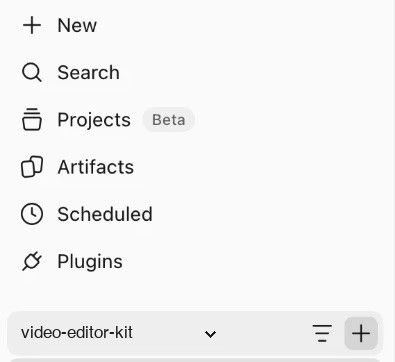 New
Search
Projects Beta
Artifacts
Scheduled
Plugins
video-editor-kit